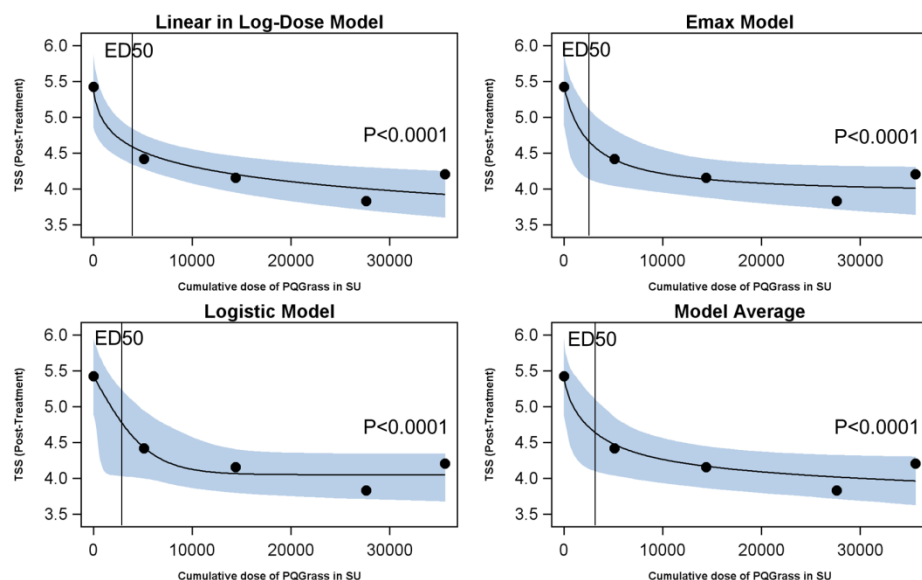 Linear in Log-Dose Model
ED50
P<0.0001
TSS (Post-Treatment)
6.0
5.5
5.0
4.5
4.0
3.5
0 10000 20000 30000
Cumulative dose of PQGrass in SU
Emax Model
ED50
P<0.0001
TSS (Post-Treatment)
6.0
5.5
5.0
4.5
4.0
3.5
0 10000 20000 30000
Cumulative dose of PQGrass in SU
Logistic Model
ED50
P<0.0001
TSS (Post-Treatment)
6.0
5.5
5.0
4.5
4.0
3.5
0 10000 20000 30000
Cumulative dose of PQGrass in SU
Model Average
ED50
P<0.0001
TSS (Post-Treatment)
6.0
5.5
5.0
4.5
4.0
3.5
0 10000 20000 30000
Cumulative dose of PQGrass in SU